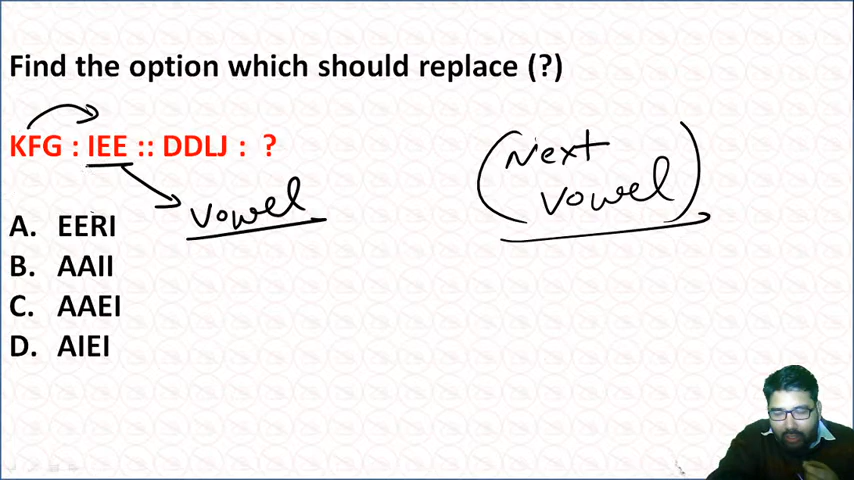 Find the option which should replace (?)
KFG : IEE :: DDLJ : ?
Next
vowel
vowel
A. EERI
B. AAII
C. AAEI
D. AIEI